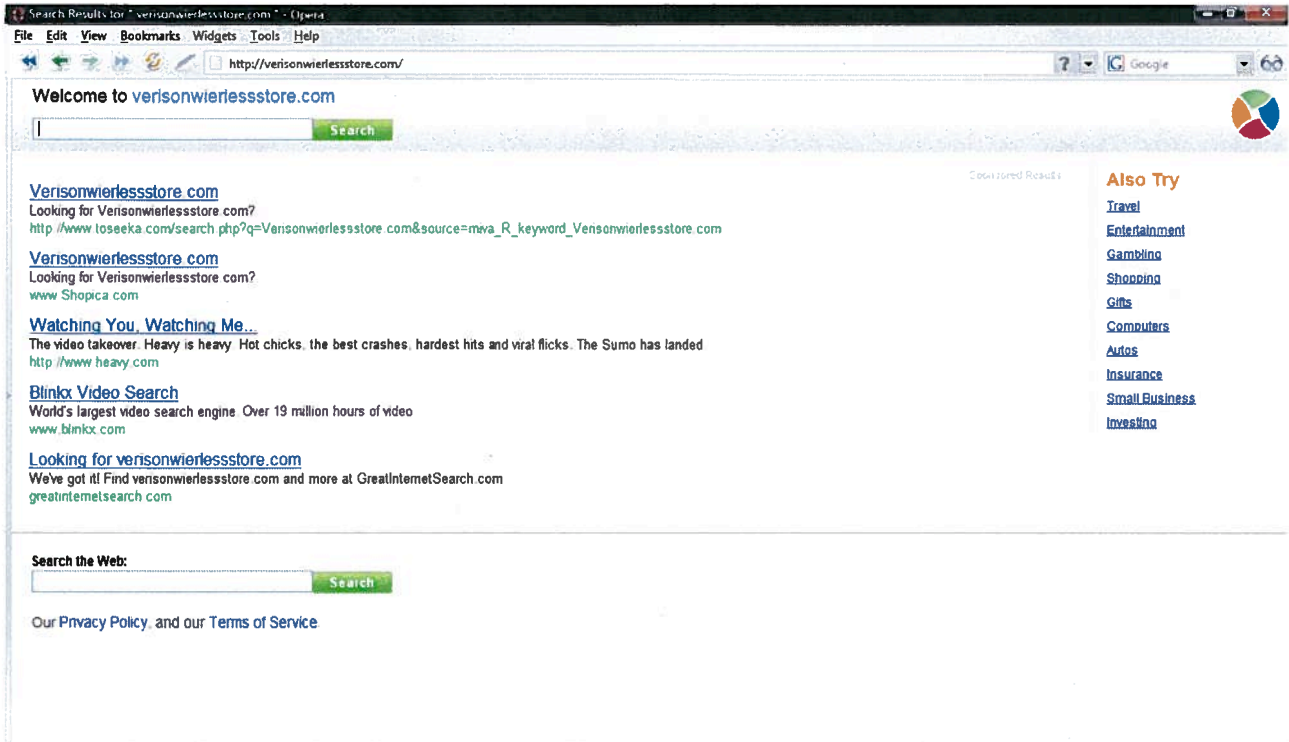 Search Results for " verisonwierlessstore.com " - Opera
File Edit View Bookmarks Widgets Tools Help
http://verisonwierlessstore.com/
? Google
Welcome to verisonwierlessstore.com
Search
Sponsored Results
Verisonwierlessstore.com
Looking for Verisonwierlessstore.com?
http://www.toseeka.com/search.php?q=Verisonwierlessstore.com&source=miva_R_keyword_Verisonwierlessstore.com
Verisonwierlessstore.com
Looking for Verisonwierlessstore.com?
www.Shopica.com
Watching You, Watching Me...
The video takeover. Heavy is heavy. Hot chicks, the best crashes, hardest hits and viral flicks. The Sumo has landed
http://www.heavy.com
Blinkx Video Search
World's largest video search engine. Over 19 million hours of video
www.blinkx.com
Looking for verisonwierlessstore.com
We've got it! Find verisonwierlessstore.com and more at GreatInternetSearch.com
greatinternetsearch.com
Also Try
Travel
Entertainment
Gambling
Shopping
Gifts
Computers
Autos
Insurance
Small Business
Investing
Search the Web:
Search
Our Privacy Policy, and our Terms of Service